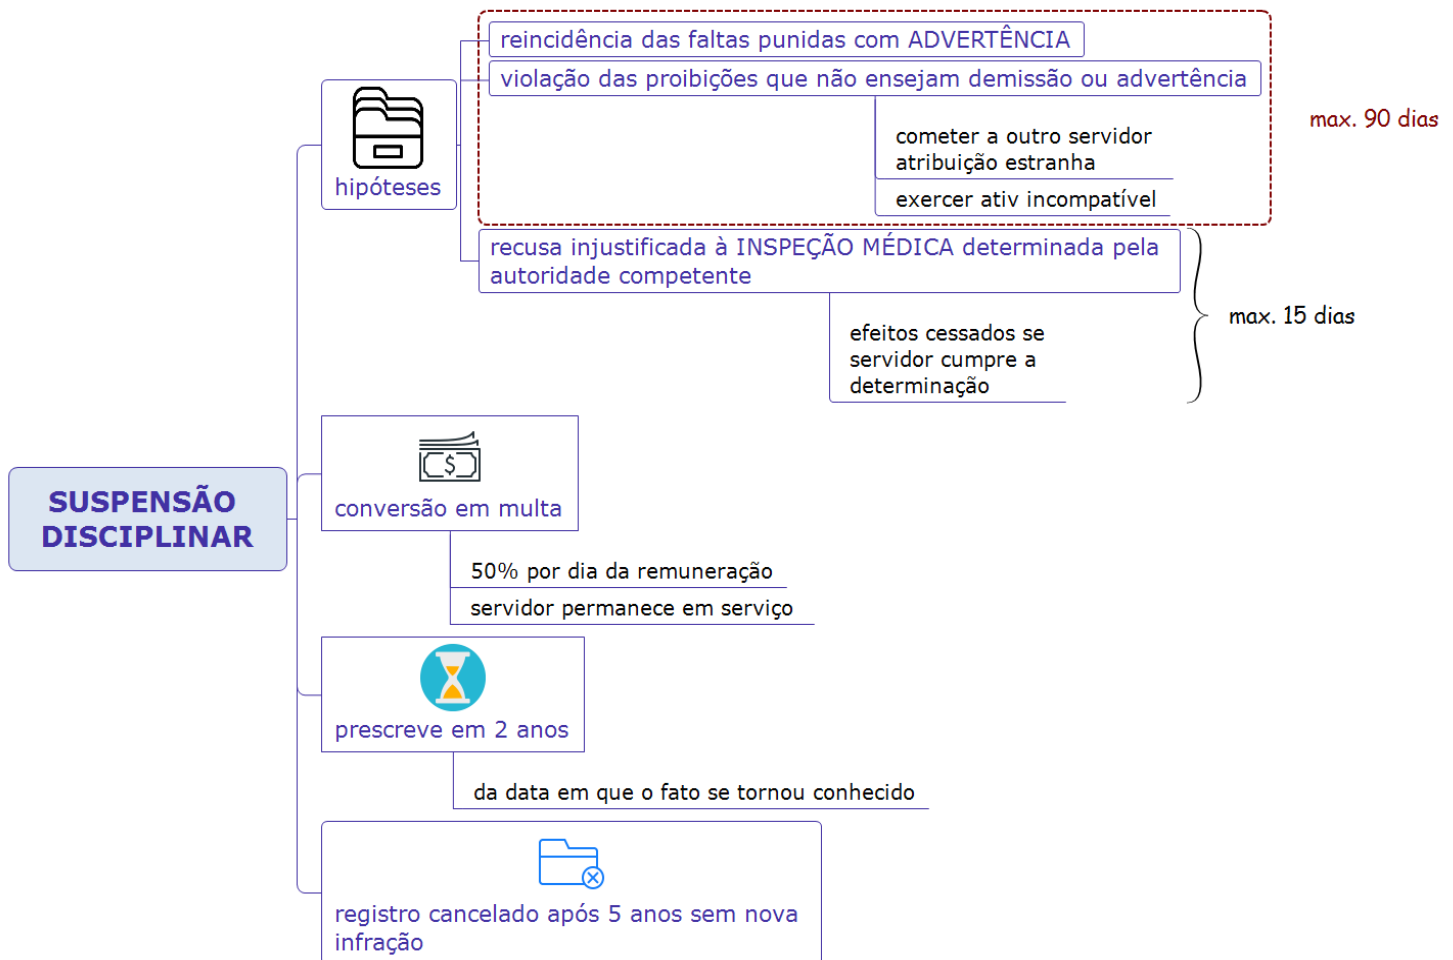 reincidência das faltas punidas com ADVERTÊNCIA
violação das proibições que não ensejam demissão ou advertência
max. 90 dias
cometer a outro servidor
atribuição estranha
hipóteses
exercer ativ incompatível
recusa injustificada à INSPEÇÃO MÉDICA determinada pela
autoridade competente
max. 15 dias
efeitos cessados se
servidor cumpre a
determinação
SUSPENSÃO
DISCIPLINAR
$
conversão em multa
50% por dia da remuneração
servidor permanece em serviço
prescreve em 2 anos
da data em que o fato se tornou conhecido
registro cancelado após 5 anos sem nova
infração